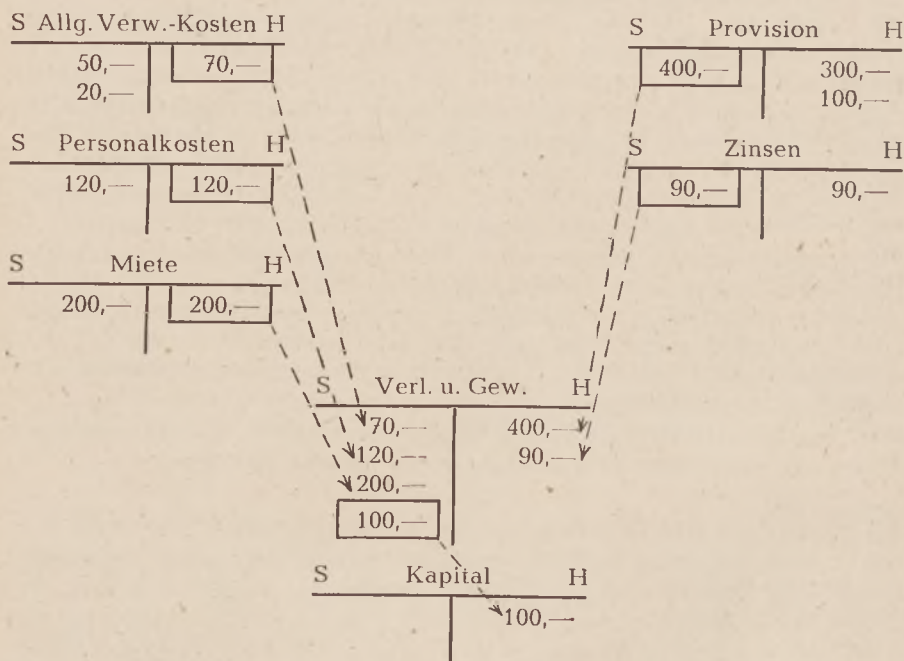 S Allg. Verw.-Kosten H
50,— 70,—
20,—
S Personalkosten H
120,— 120,—
S Miete H
200,— 200,—
S Provision H
400,— 300,—
100,—
S Zinsen H
90,— 90,—
S Verl. u. Gew. H
70,— 400,—
120,— 90,—
200,—
100,—
S Kapital H
100,—